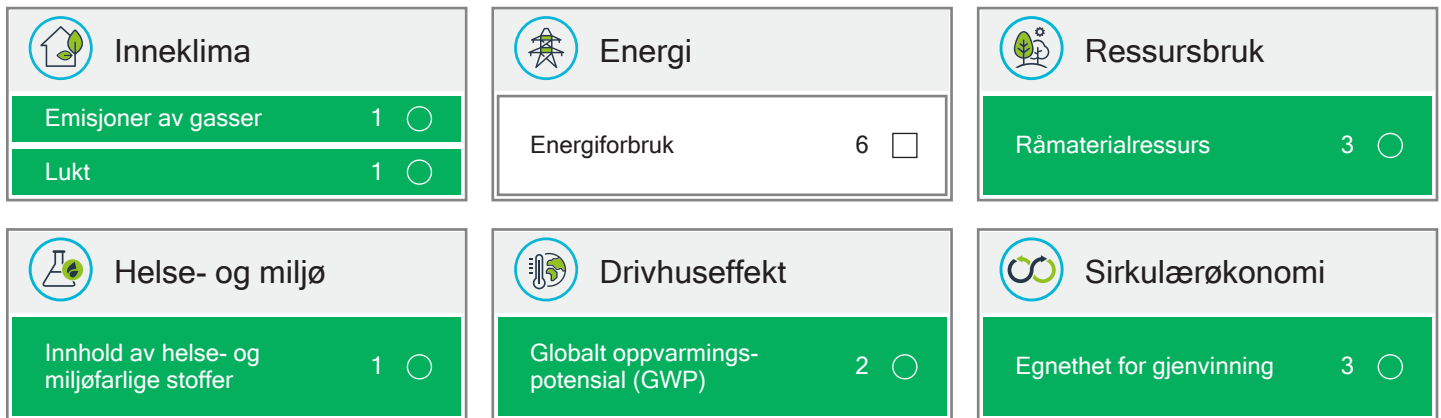 Inneklima
Emisjoner av gasser 1
Lukt 1
Energi
Energiforbruk 6
Ressursbruk
Råmaterialressurs 3
Helse- og miljø
Innhold av helse- og
miljøfarlige stoffer 1
Drivhuseffekt
Globalt oppvarmings-
potensial (GWP) 2
Sirkulærøkonomi
Egnethet for gjenvinning 3